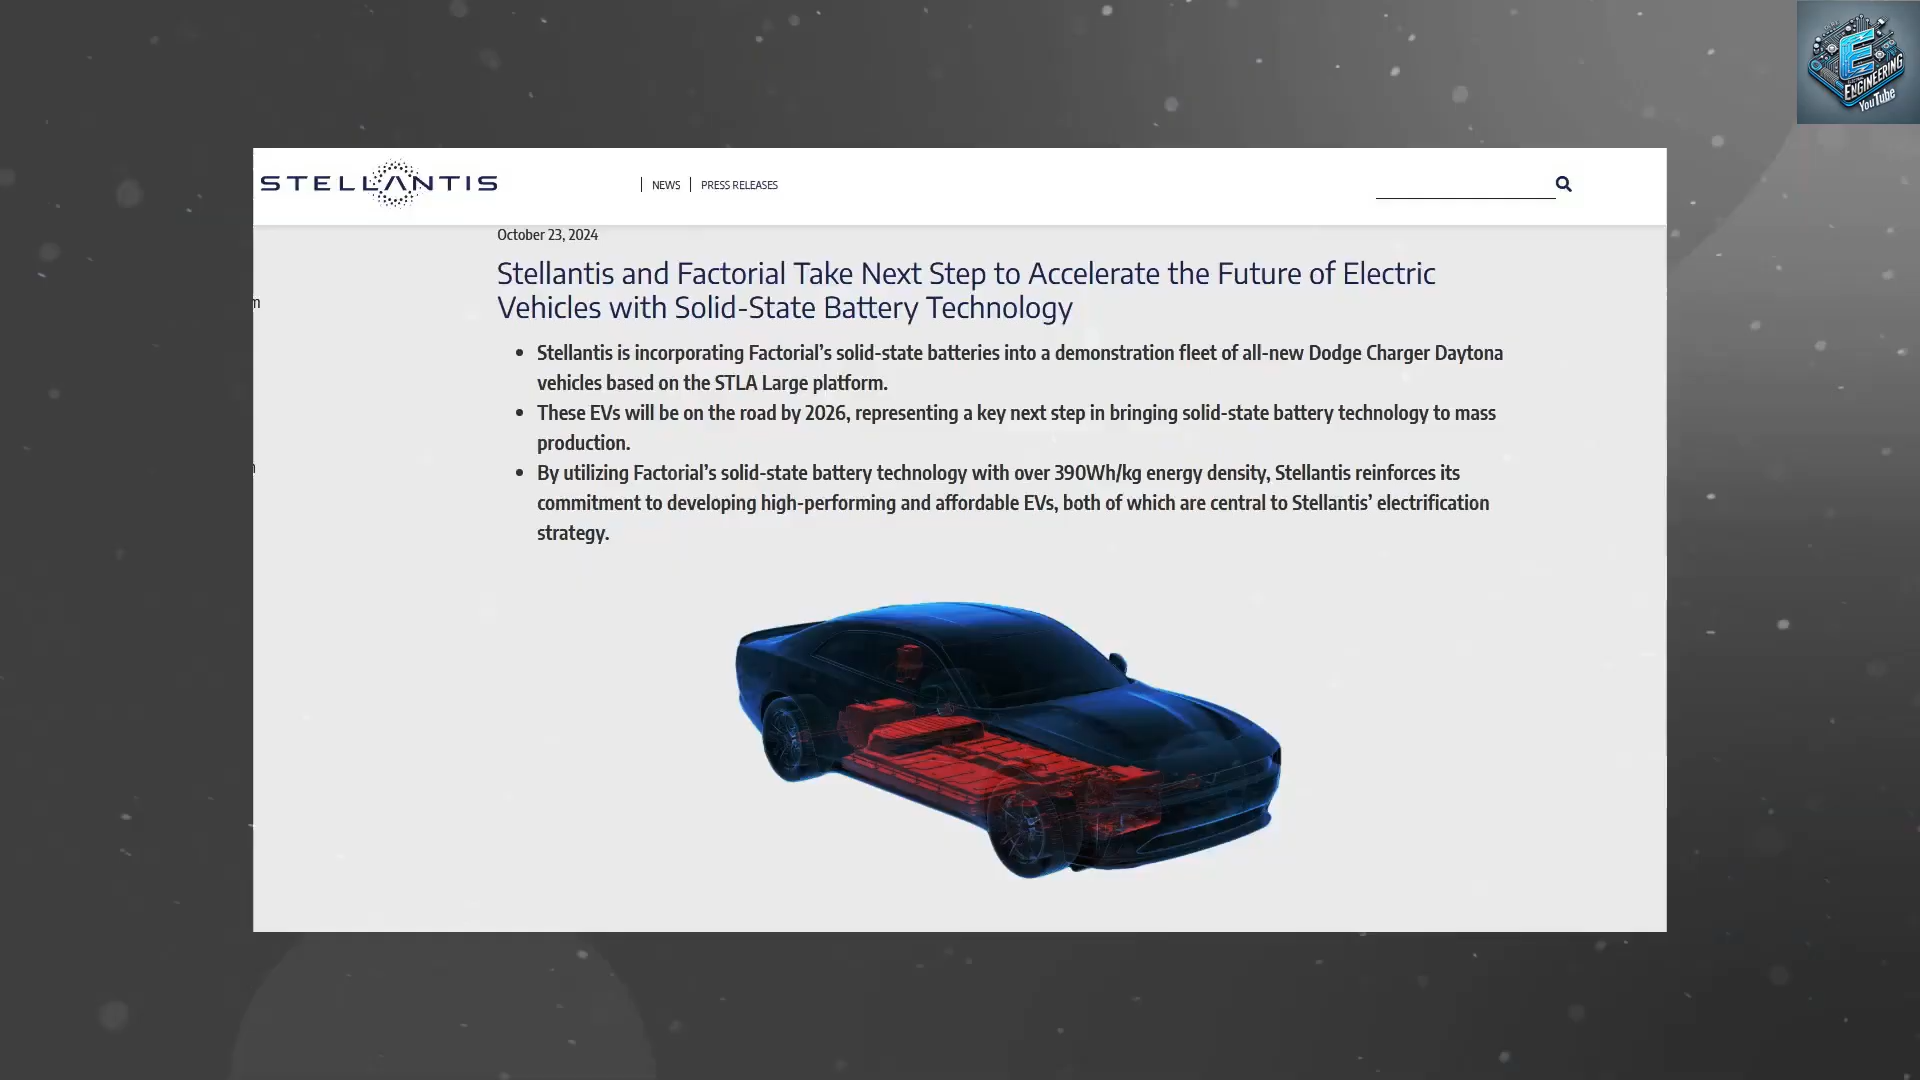 E
ENGINEERING
YouTube
STELLANTIS
NEWS
PRESS RELEASES
October 23, 2024
Stellantis and Factorial Take Next Step to Accelerate the Future of Electric
Vehicles with Solid-State Battery Technology
• Stellantis is incorporating Factorial’s solid-state batteries into a demonstration fleet of all-new Dodge Charger Daytona
vehicles based on the STLA Large platform.
• These EVs will be on the road by 2026, representing a key next step in bringing solid-state battery technology to mass
production.
• By utilizing Factorial’s solid-state battery technology with over 390Wh/kg energy density, Stellantis reinforces its
commitment to developing high-performing and affordable EVs, both of which are central to Stellantis’ electrification
strategy.